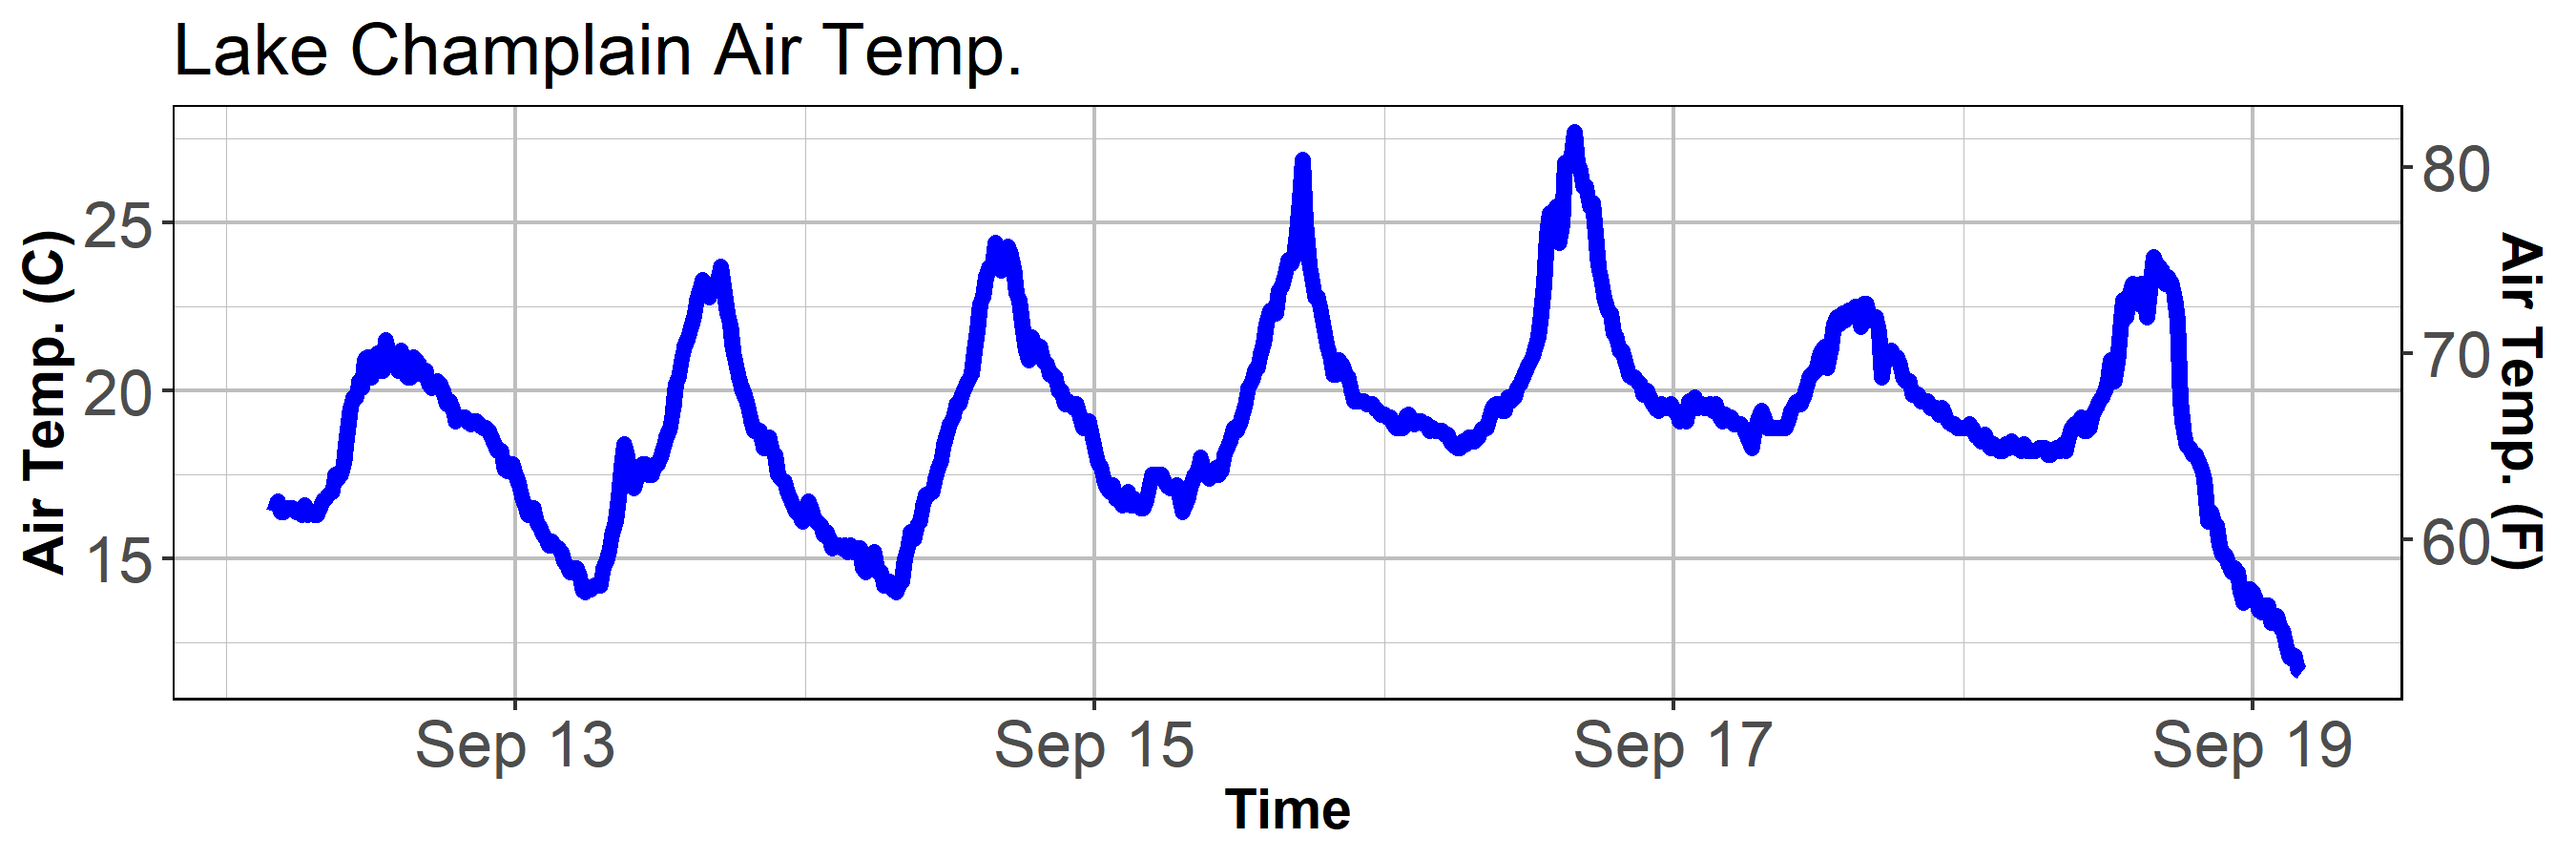 Lake Champlain Air Temp.
Air Temp. (C)
25
20
15
80
70
60
Air Temp. (F)
Sep 13
Sep 15
Sep 17
Sep 19
Time